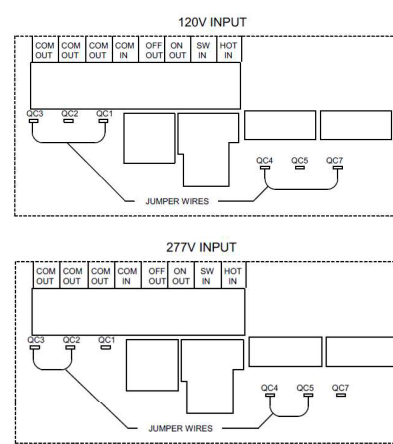 120V INPUT
COM COM COM COM OFF ON SW HOT
OUT OUT OUT IN OUT OUT IN IN
QC3 QC2 QC1
QC4 QC5 QC7
JUMPER WIRES
277V INPUT
COM COM COM COM OFF ON SW HOT
OUT OUT OUT IN OUT OUT IN IN
QC3 QC2 QC1
QC4 QC5 QC7
JUMPER WIRES